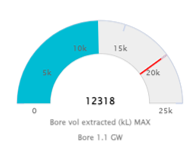 10k
15k
5k
20k
0
12318
25k
Bore vol extracted (kL) MAX
Bore 1.1 GW